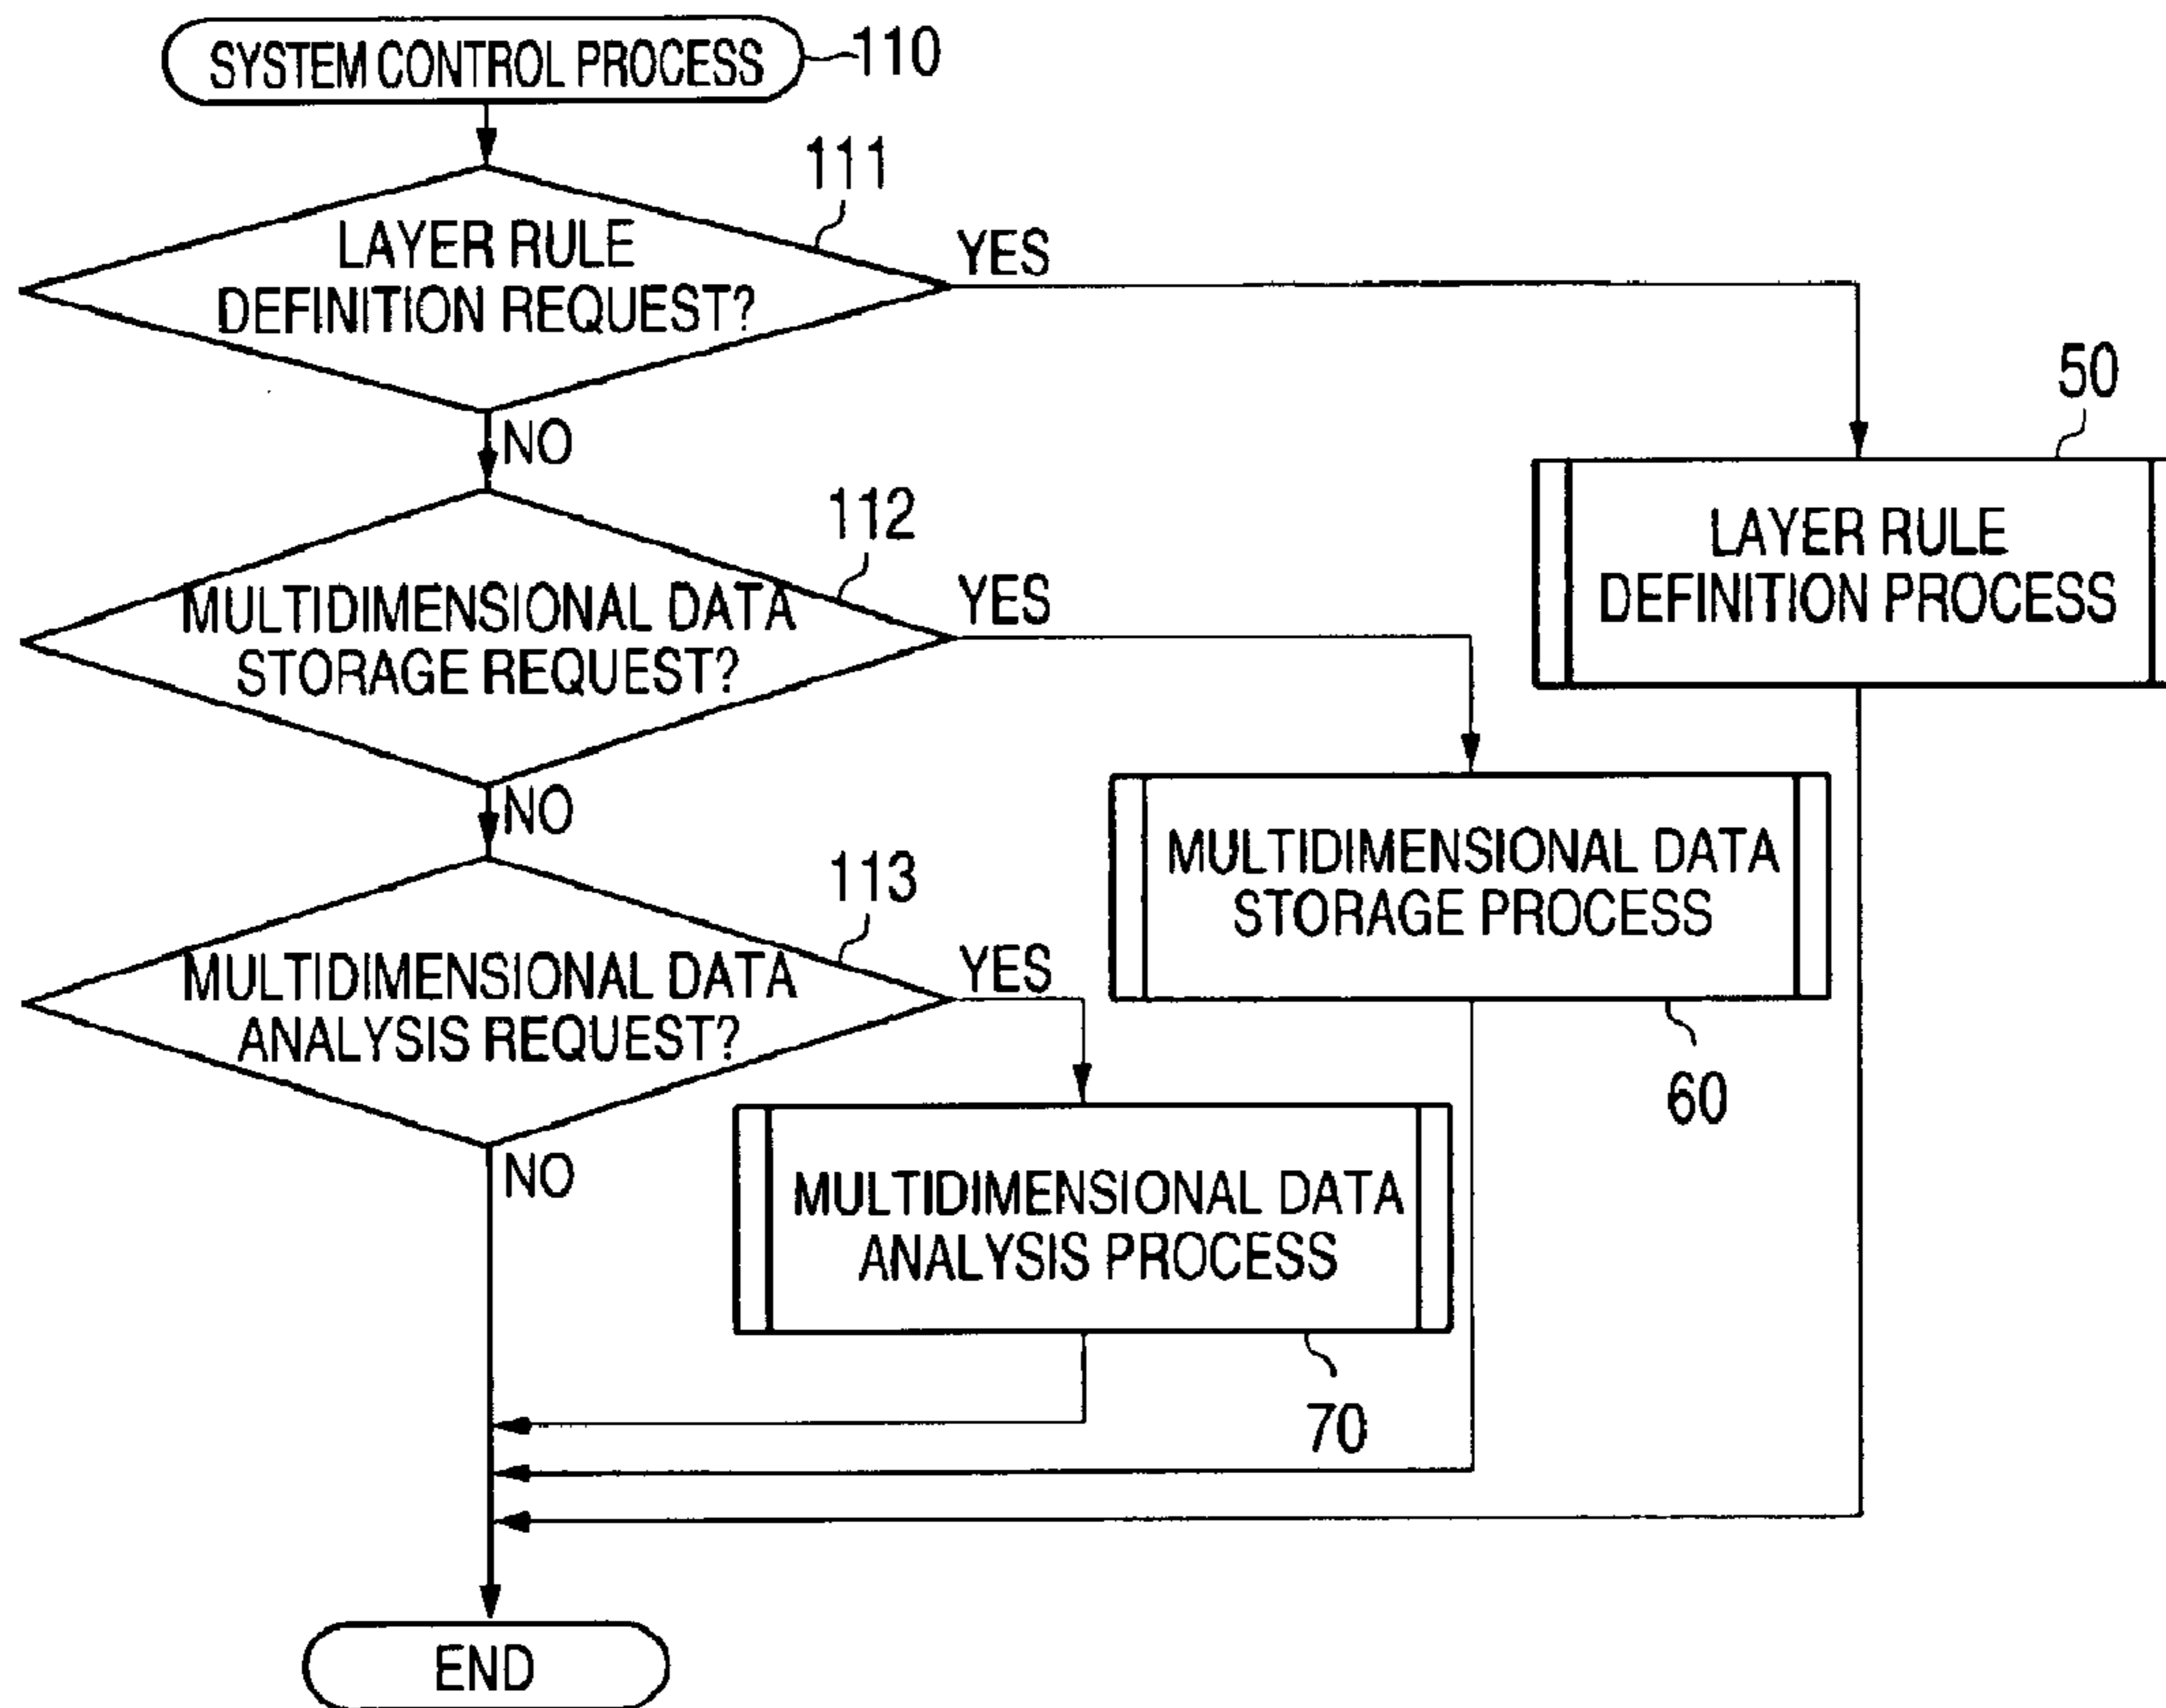 SYSTEM CONTROL PROCESS
110
111
LAYER RULE
DEFINITION REQUEST?
YES
NO
50
LAYER RULE
DEFINITION PROCESS
112
MULTIDIMENSIONAL DATA
STORAGE REQUEST?
YES
NO
MULTIDIMENSIONAL DATA
STORAGE PROCESS
60
113
MULTIDIMENSIONAL DATA
ANALYSIS REQUEST?
YES
NO
MULTIDIMENSIONAL DATA
ANALYSIS PROCESS
70
END